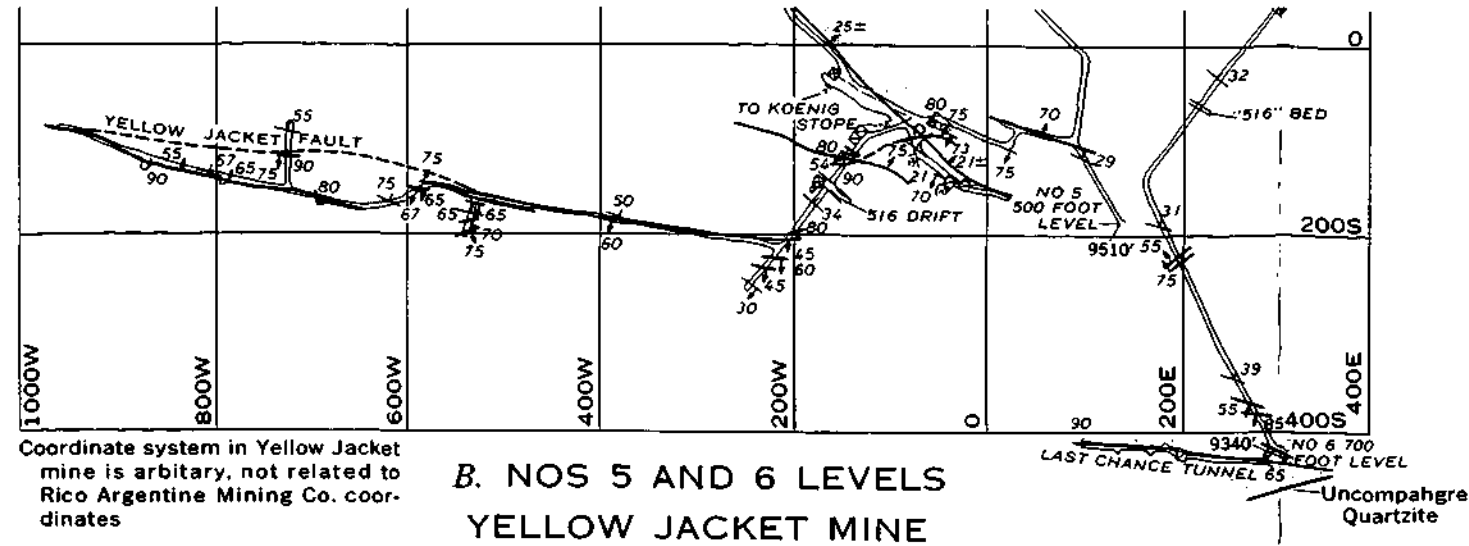 25±
0
32
TO KOENIG
STOPE
80
75
70
"516" BED
55
YELLOW JACKET FAULT
55
67
65
75
90
90
80
75
67
75
65
65
65
70
75
50
60
80
54
90
75
73
21±
21
70
75
29
34
516 DRIFT
NO 5
500 FOOT
LEVEL
9510'
31
200S
55
75
80
45
60
45
30
39
55
85
1000W
800W
600W
400W
200W
0
200E
400E
400S
90
9340'
NO 6 700
FOOT LEVEL
LAST CHANCE TUNNEL 65
Uncompahgre
Quartzite
Coordinate system in Yellow Jacket
mine is arbitary, not related to
Rico Argentine Mining Co. coor-
dinates
B. NOS 5 AND 6 LEVELS
YELLOW JACKET MINE